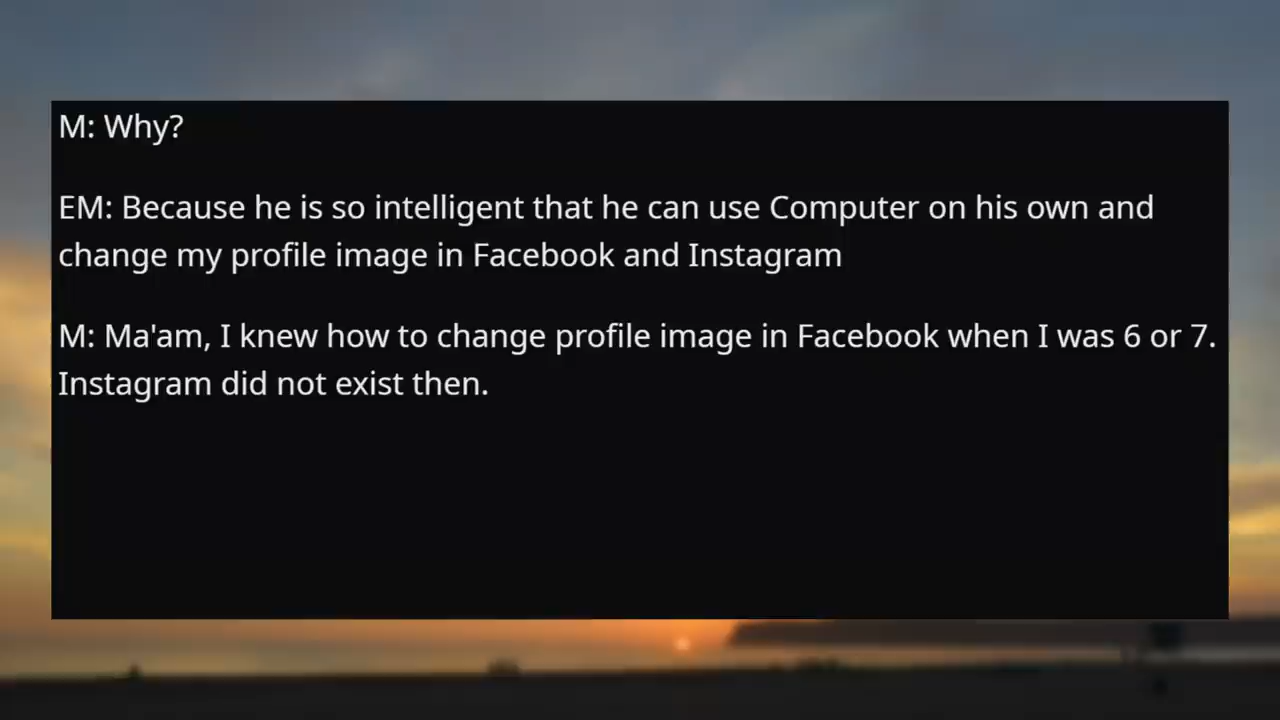 M: Why?
EM: Because he is so intelligent that he can use Computer on his own and
change my profile image in Facebook and Instagram
M: Ma'am, I knew how to change profile image in Facebook when I was 6 or 7.
Instagram did not exist then.